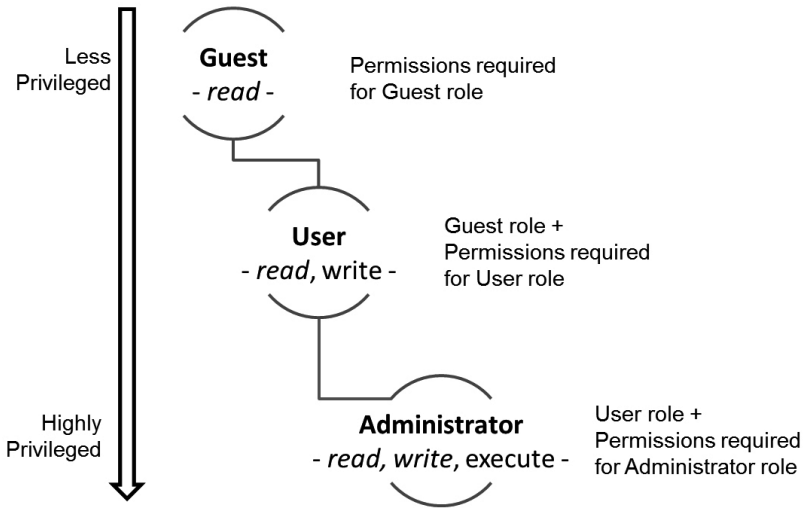 Less
Privileged
Guest
- read -
Permissions required
for Guest role
User
- read, write -
Guest role +
Permissions required
for User role
Highly
Privileged
Administrator
- read, write, execute -
User role +
Permissions required
for Administrator role